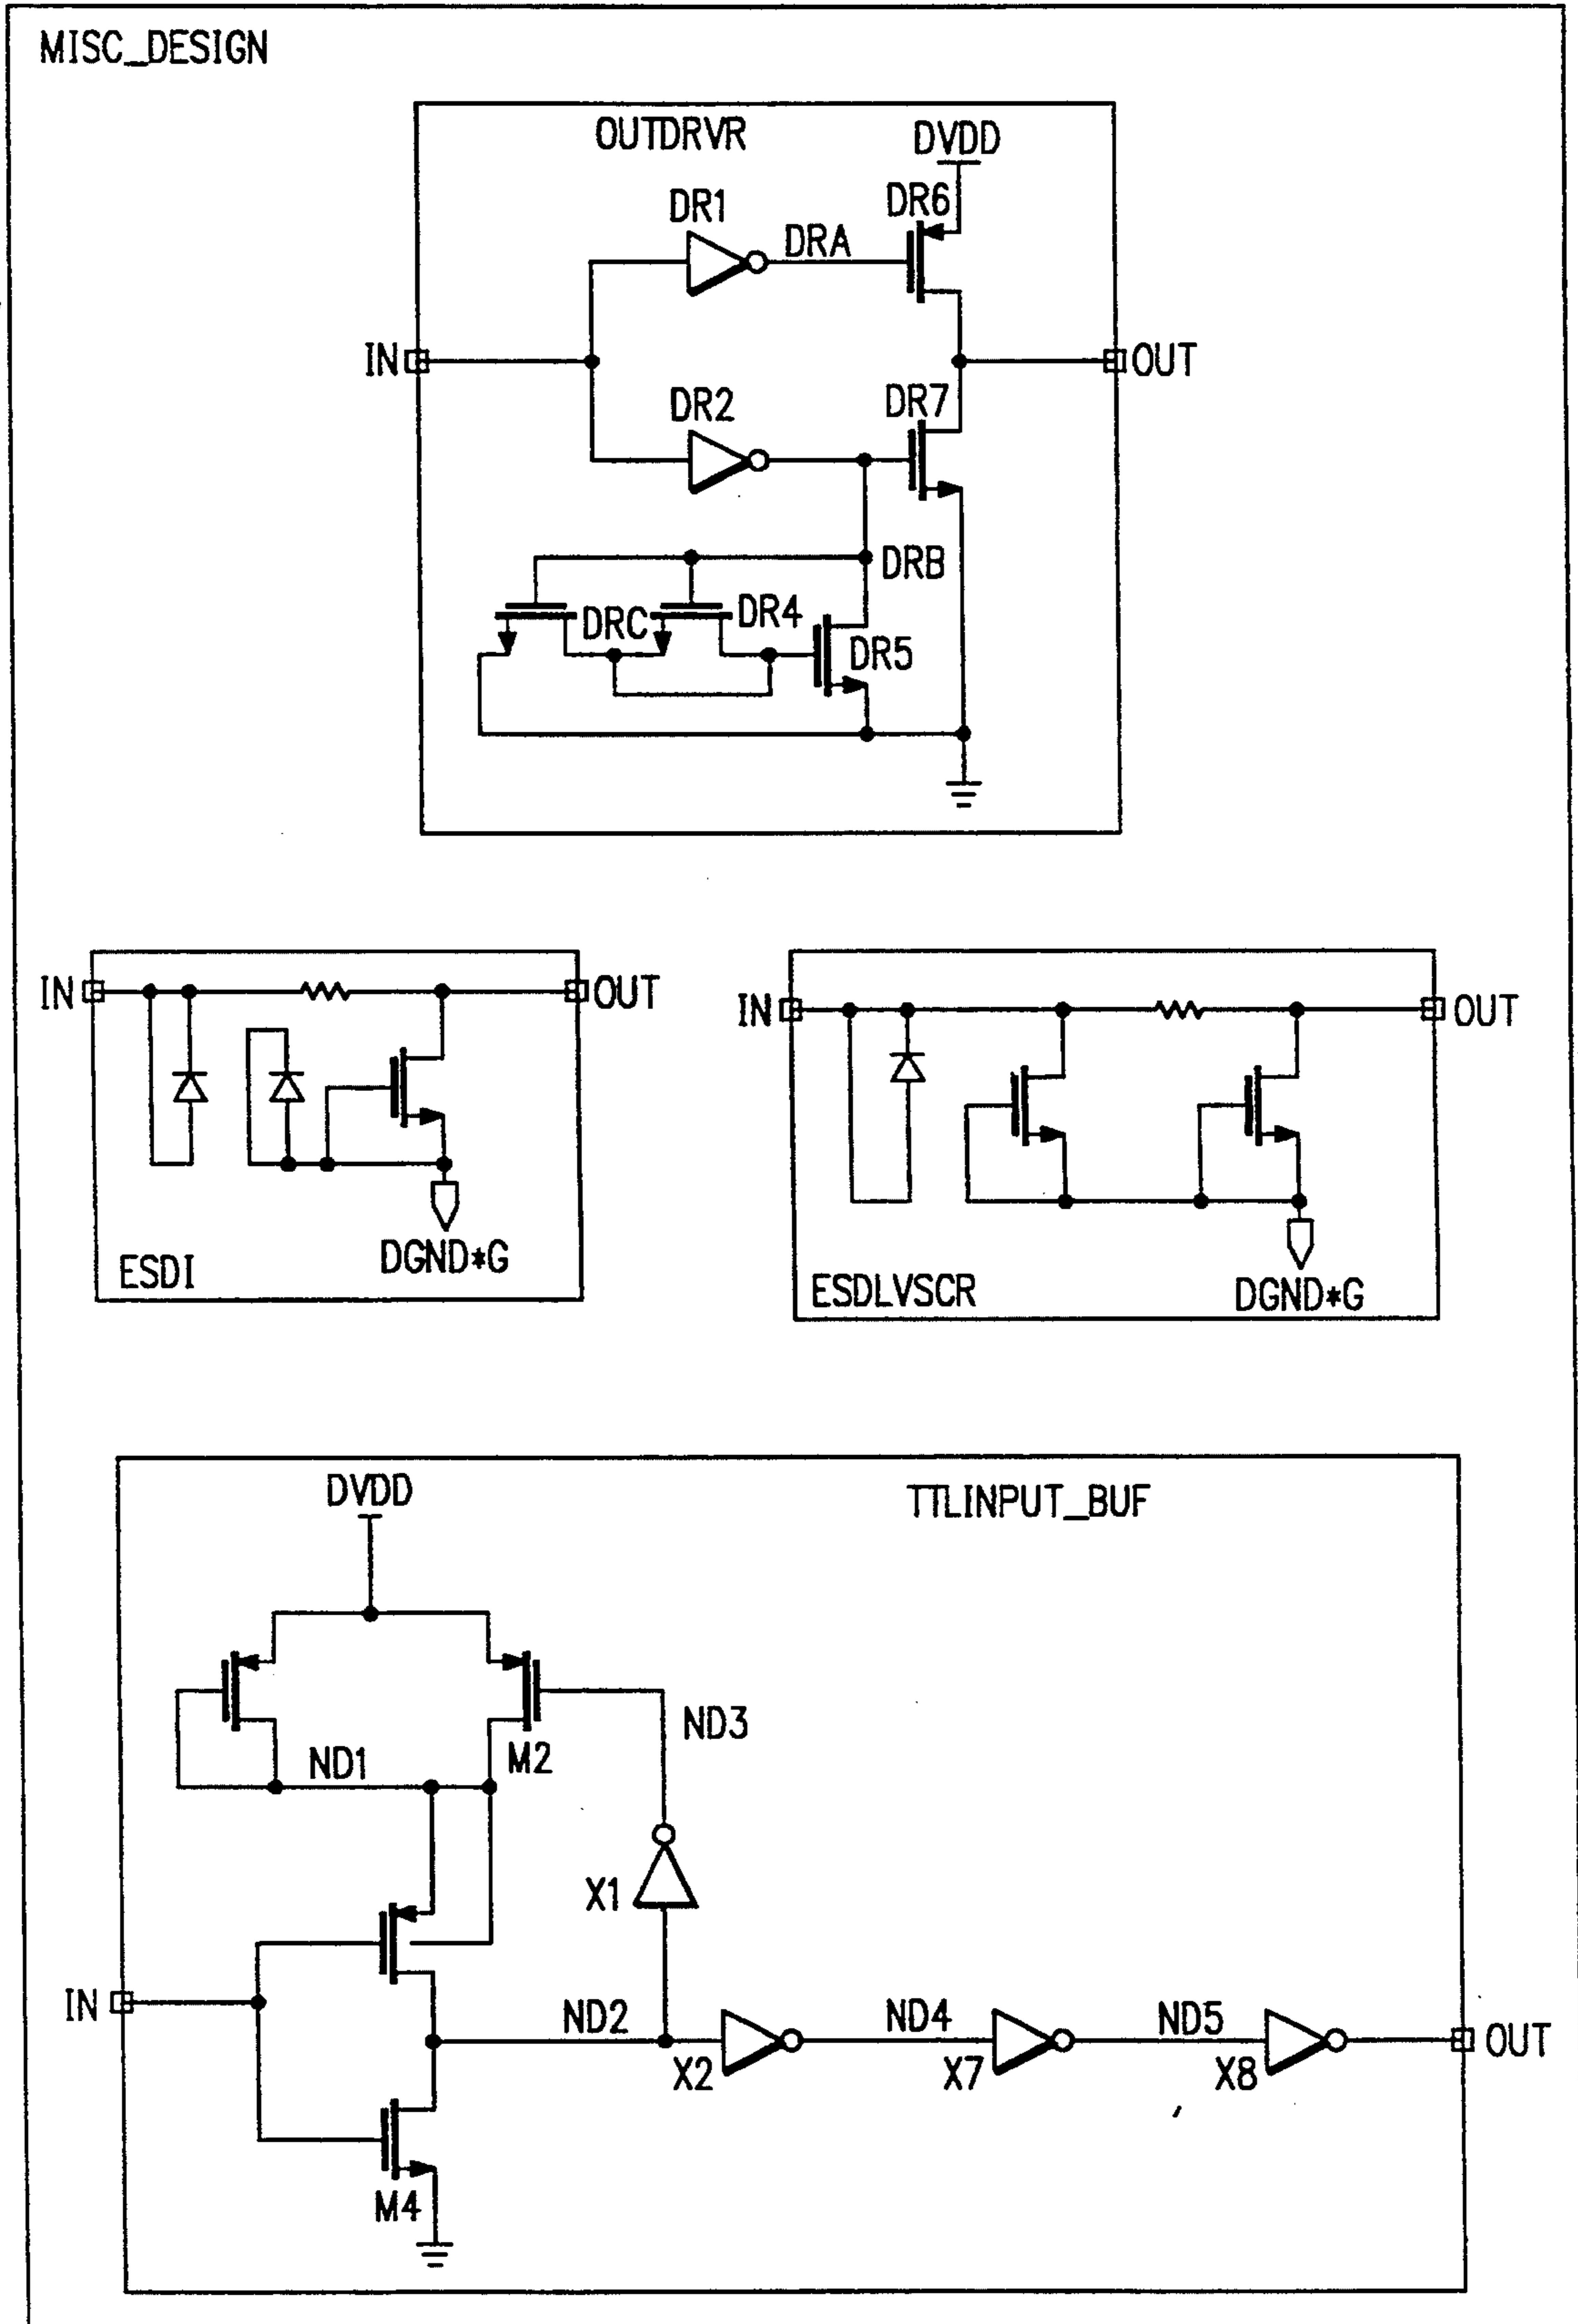 MISC_DESIGN
OUTDRVR
DVDD
DR1
DRA
DR6
IN
OUT
DR2
DR7
DRB
DRC
DR4
DR5
IN
OUT
DGND*G
ESDI
IN
OUT
DGND*G
ESDLVSCR
DVDD
TTLINPUT_BUF
ND1
M2
ND3
X1
IN
ND2
X2
ND4
X7
ND5
X8
OUT
M4